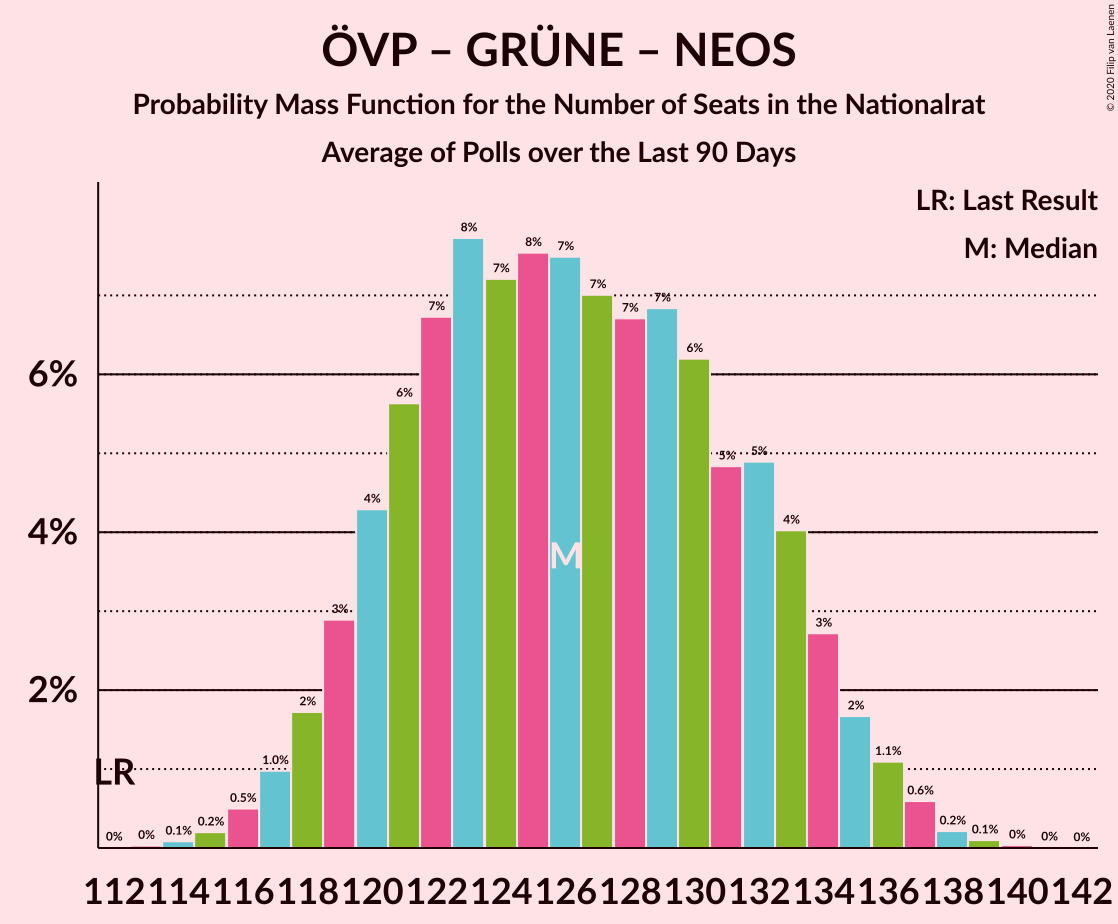 ÖVP – GRÜNE – NEOS
Probability Mass Function for the Number of Seats in the Nationalrat
Average of Polls over the Last 90 Days
© 2020 Filip van Laenen
LR: Last Result
M: Median
6%
4%
2%
LR
M
0% 0% 0.1% 0.2% 0.5% 1.0% 2% 3% 4% 6% 7% 8% 7% 8% 7% 7% 7% 7% 6% 5% 5% 4% 3% 2% 1.1% 0.6% 0.2% 0.1% 0% 0% 0%
112 114 116 118 120 122 124 126 128 130 132 134 136 138 140 142